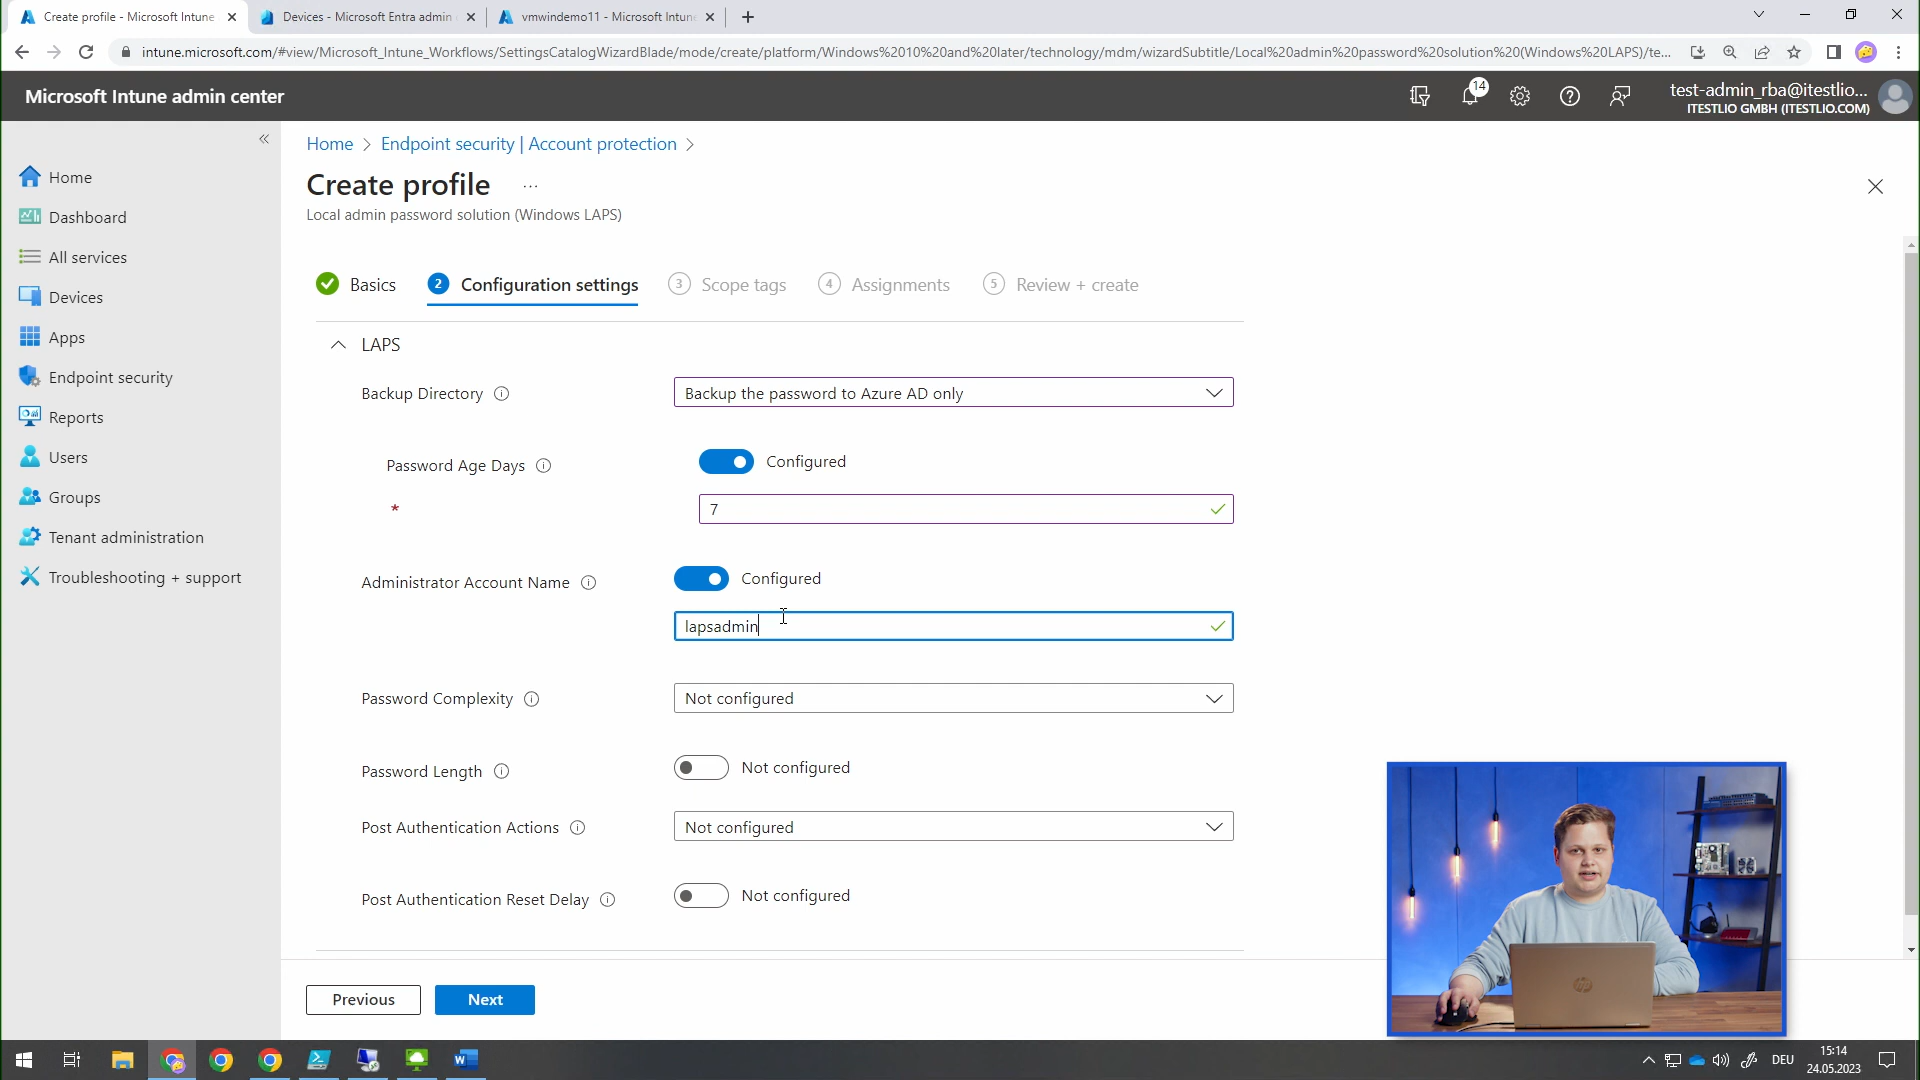 Create profile - Microsoft Intune
Devices - Microsoft Entra admin
vmwindemo11 - Microsoft Intune
intune.microsoft.com/#view/Microsoft_Intune_Workflows/SettingsCatalogWizardBlade/mode/create/platform/Windows%2010%20and%20later/technology/mdm/wizardSubtitle/Local%20admin%20password%20solution%20(Windows%20LAPS)/te...
Microsoft Intune admin center
14
test-admin_rba@itestlio...
ITESTLIO GMBH (ITESTLIO.COM)
Home
Dashboard
All services
Devices
Apps
Endpoint security
Reports
Users
Groups
Tenant administration
Troubleshooting + support
Home > Endpoint security | Account protection >
Create profile ...
Local admin password solution (Windows LAPS)
Basics
2 Configuration settings
3 Scope tags
4 Assignments
5 Review + create
LAPS
Backup Directory
Backup the password to Azure AD only
Password Age Days
Configured
*
7
Administrator Account Name
Configured
lapsadmin
Password Complexity
Not configured
Password Length
Not configured
Post Authentication Actions
Not configured
Post Authentication Reset Delay
Not configured
Previous
Next
DEU
15:14
24.05.2023